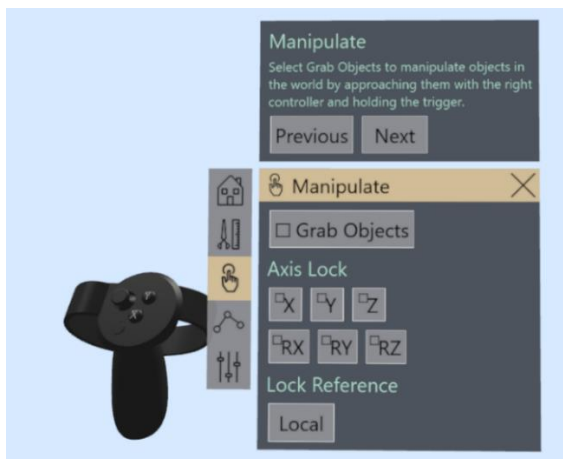 Manipulate
Select Grab Objects to manipulate objects in
the world by approaching them with the right
controller and holding the trigger.
Previous Next
Manipulate
Grab Objects
Axis Lock
X Y Z
RX RY RZ
Lock Reference
Local